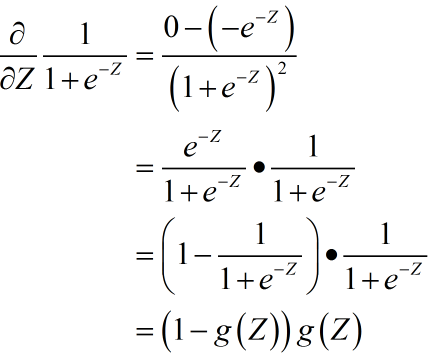 ∂/∂Z 1/(1+e^(−Z)) = (0−(−e^(−Z)))/(1+e^(−Z))^2
= e^(−Z)/(1+e^(−Z)) • 1/(1+e^(−Z))
= (1−1/(1+e^(−Z))) • 1/(1+e^(−Z))
= (1−g(Z))g(Z)